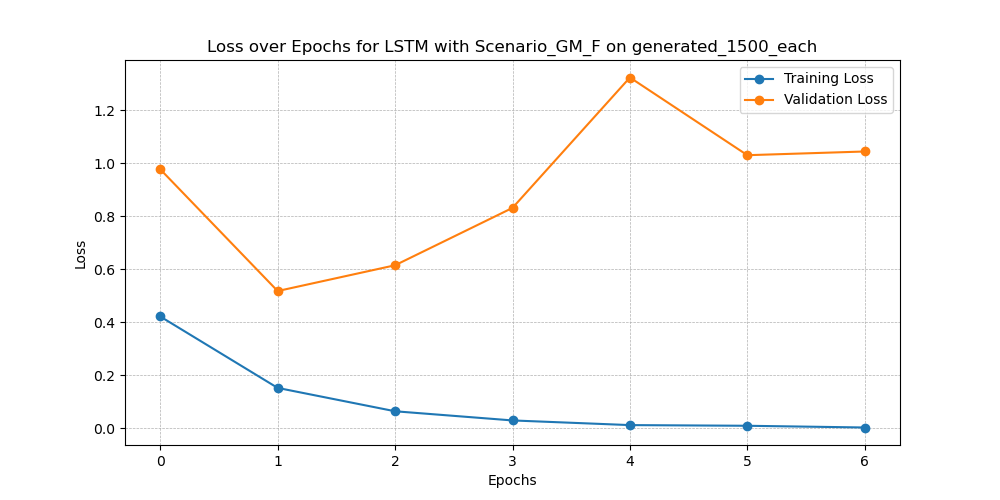 Loss over Epochs for LSTM with Scenario_GM_F on generated_1500_each
Training Loss
Validation Loss
Loss
1.2
1.0
0.8
0.6
0.4
0.2
0.0
0 1 2 3 4 5 6
Epochs